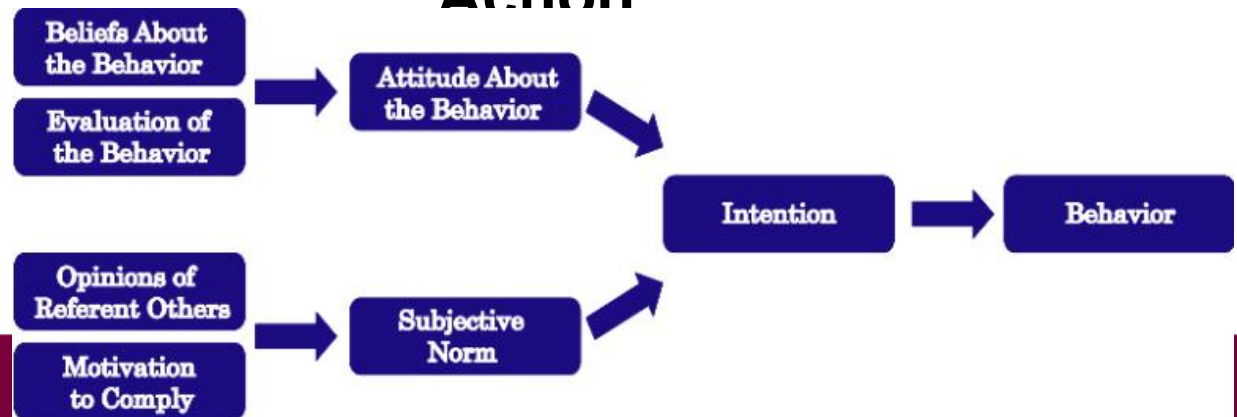 Action
Beliefs About
the Behavior
Evaluation of
the Behavior
Attitude About
the Behavior
Opinions of
Referent Others
Motivation
to Comply
Subjective
Norm
Intention
Behavior